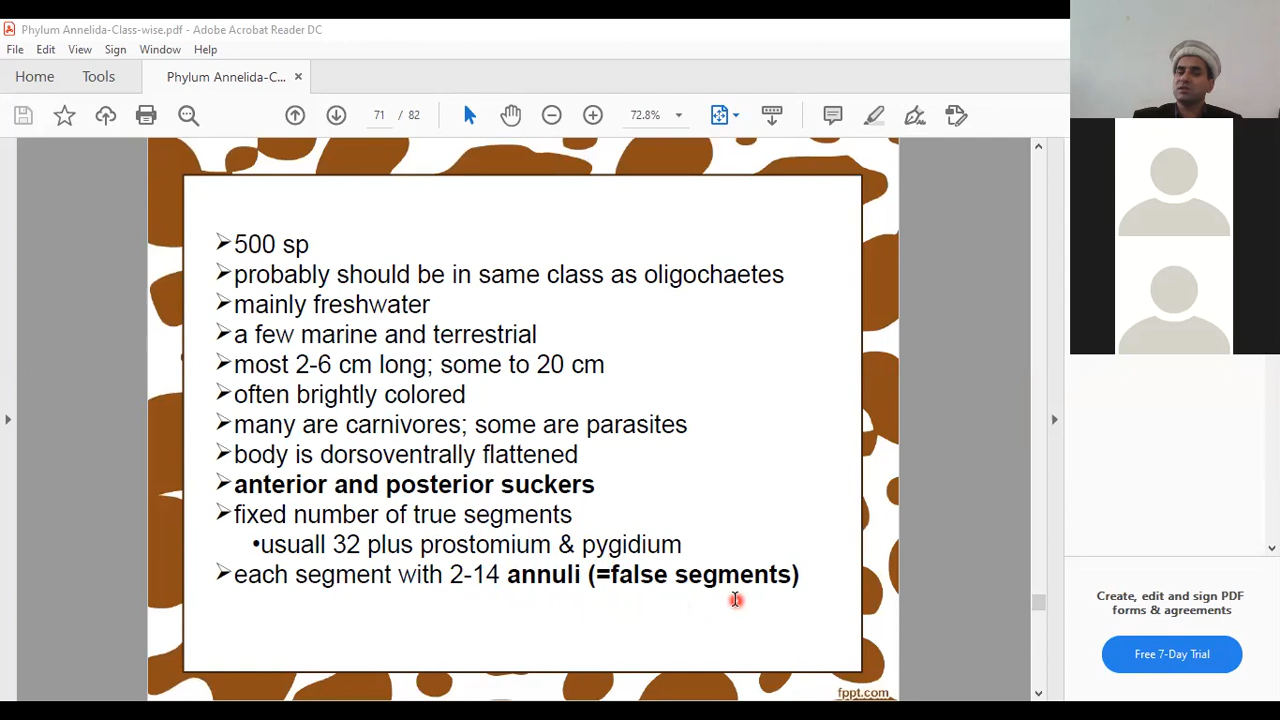 Phylum Annelida-Class-wise.pdf - Adobe Acrobat Reader DC
File Edit View Sign Window Help
Home Tools Phylum Annelida-C... ×
71 / 82 72.8%
➢500 sp
➢probably should be in same class as oligochaetes
➢mainly freshwater
➢a few marine and terrestrial
➢most 2-6 cm long; some to 20 cm
➢often brightly colored
➢many are carnivores; some are parasites
➢body is dorsoventrally flattened
➢anterior and posterior suckers
➢fixed number of true segments
•usuall 32 plus prostomium & pygidium
➢each segment with 2-14 annuli (=false segments)
fppt.com
Create, edit and sign PDF
forms & agreements
Free 7-Day Trial